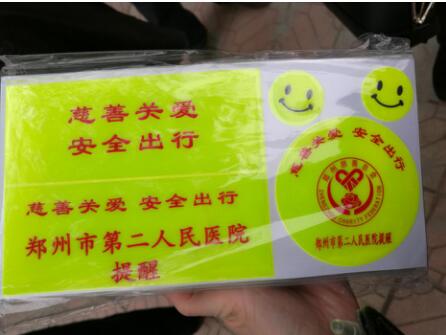 慈善关爱
安全出行
慈善关爱 安全出行
郑州市第二人民医院
提醒
慈善关爱 安全出行
郑州市第二人民医院提醒